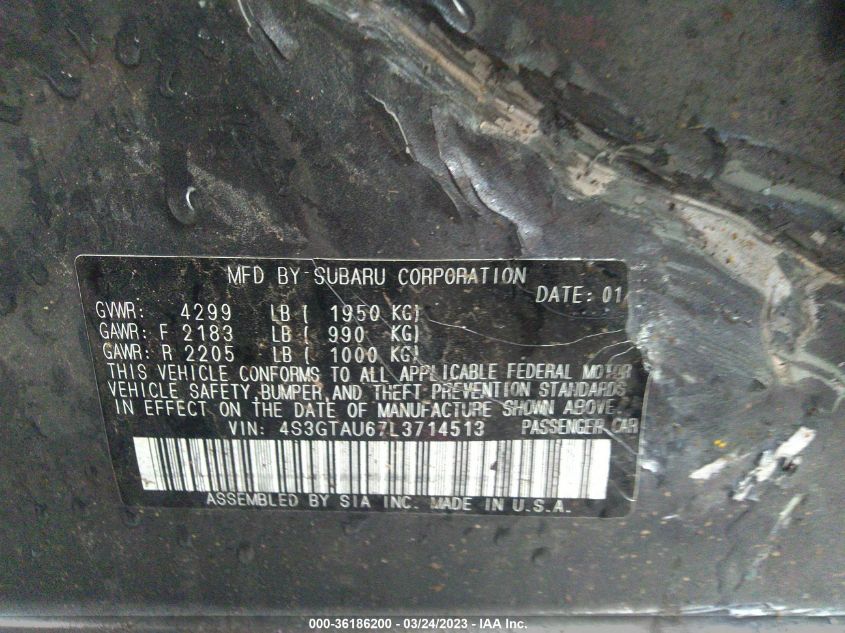 MFD BY SUBARU CORPORATION
DATE: 01
GVWR: 4299 LB ( 1950 KG)
GAWR: F 2183 LB ( 990 KG)
GAWR: R 2205 LB ( 1000 KG)
THIS VEHICLE CONFORMS TO ALL APPLICABLE FEDERAL MOTOR
VEHICLE SAFETY, BUMPER, AND THEFT PREVENTION STANDARDS
IN EFFECT ON THE DATE OF MANUFACTURE SHOWN ABOVE.
VIN: 4S3GTAU67L3714513 PASSENGER CAR
ASSEMBLED BY SIA INC. MADE IN U.S.A.
000-36186200 - 03/24/2023 - IAA Inc.